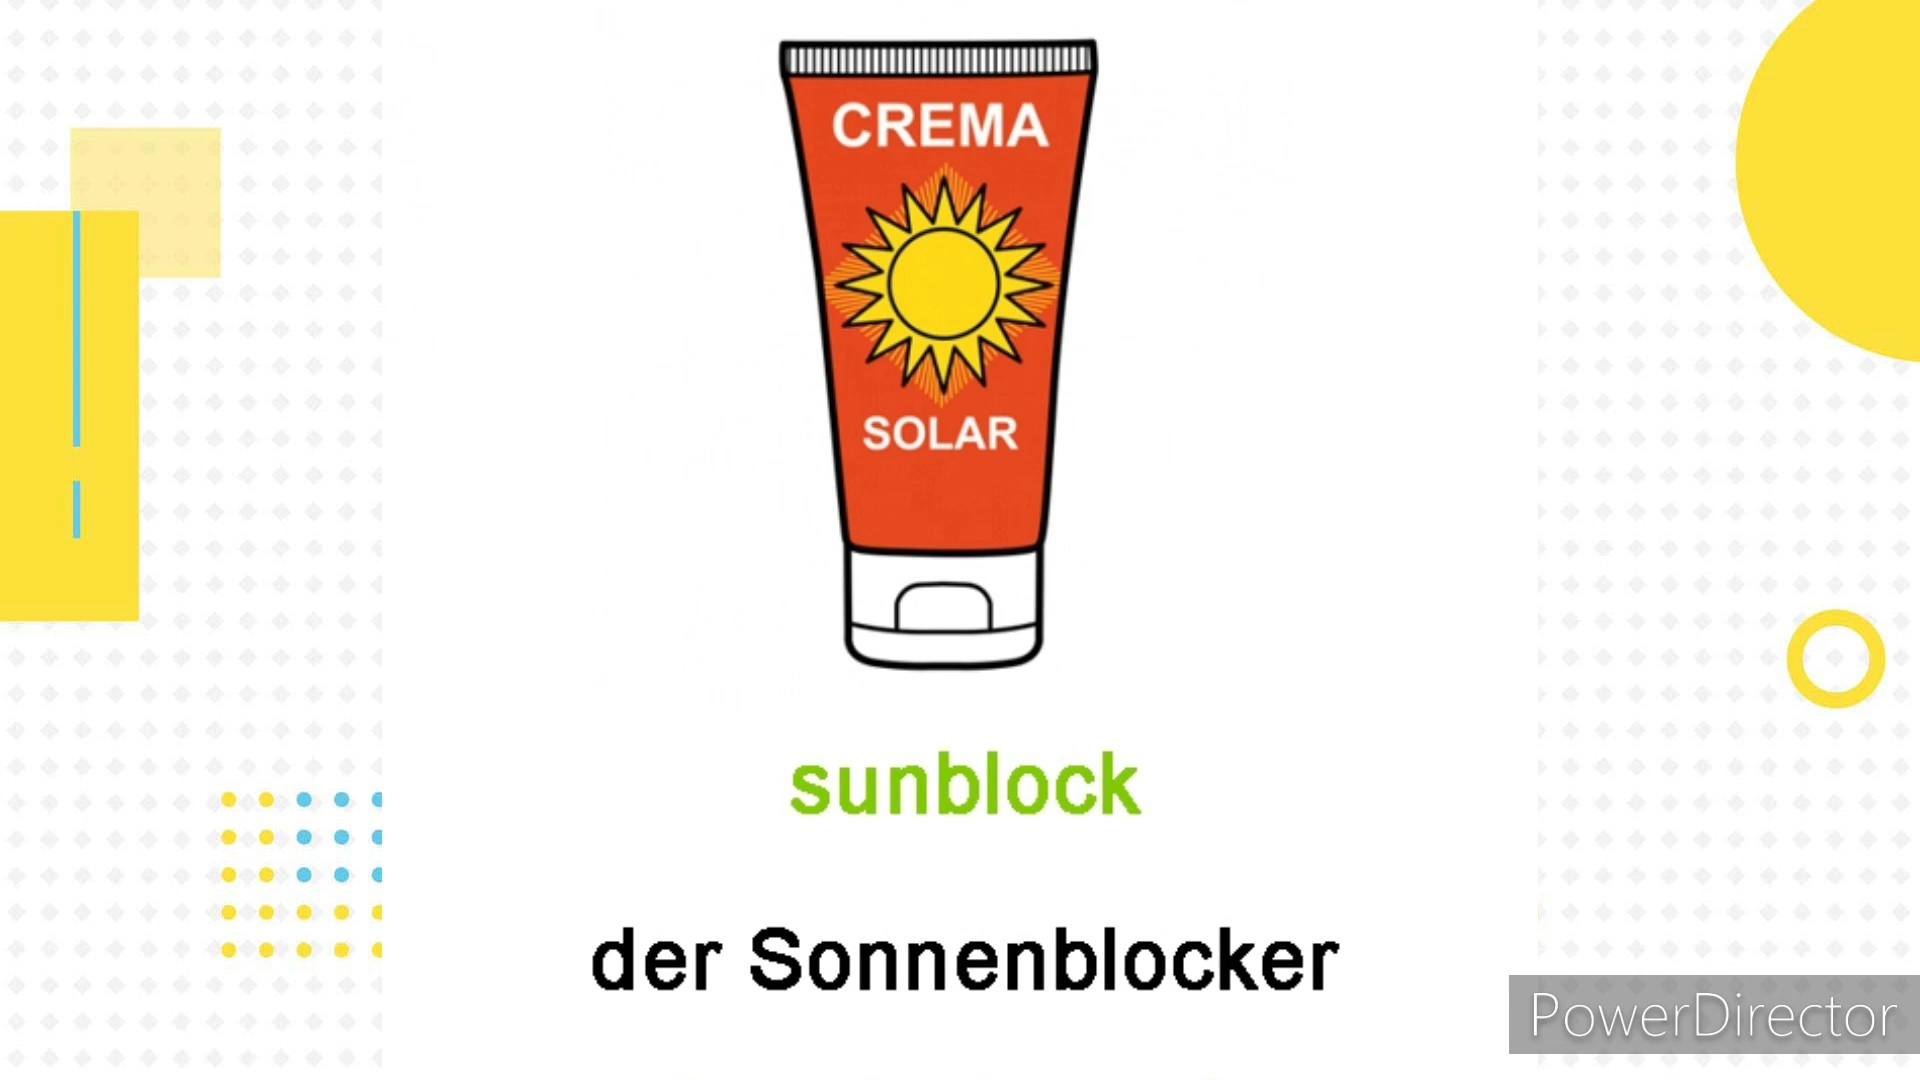 CREMA
SOLAR
sunblock
der Sonnenblocker
PowerDirector